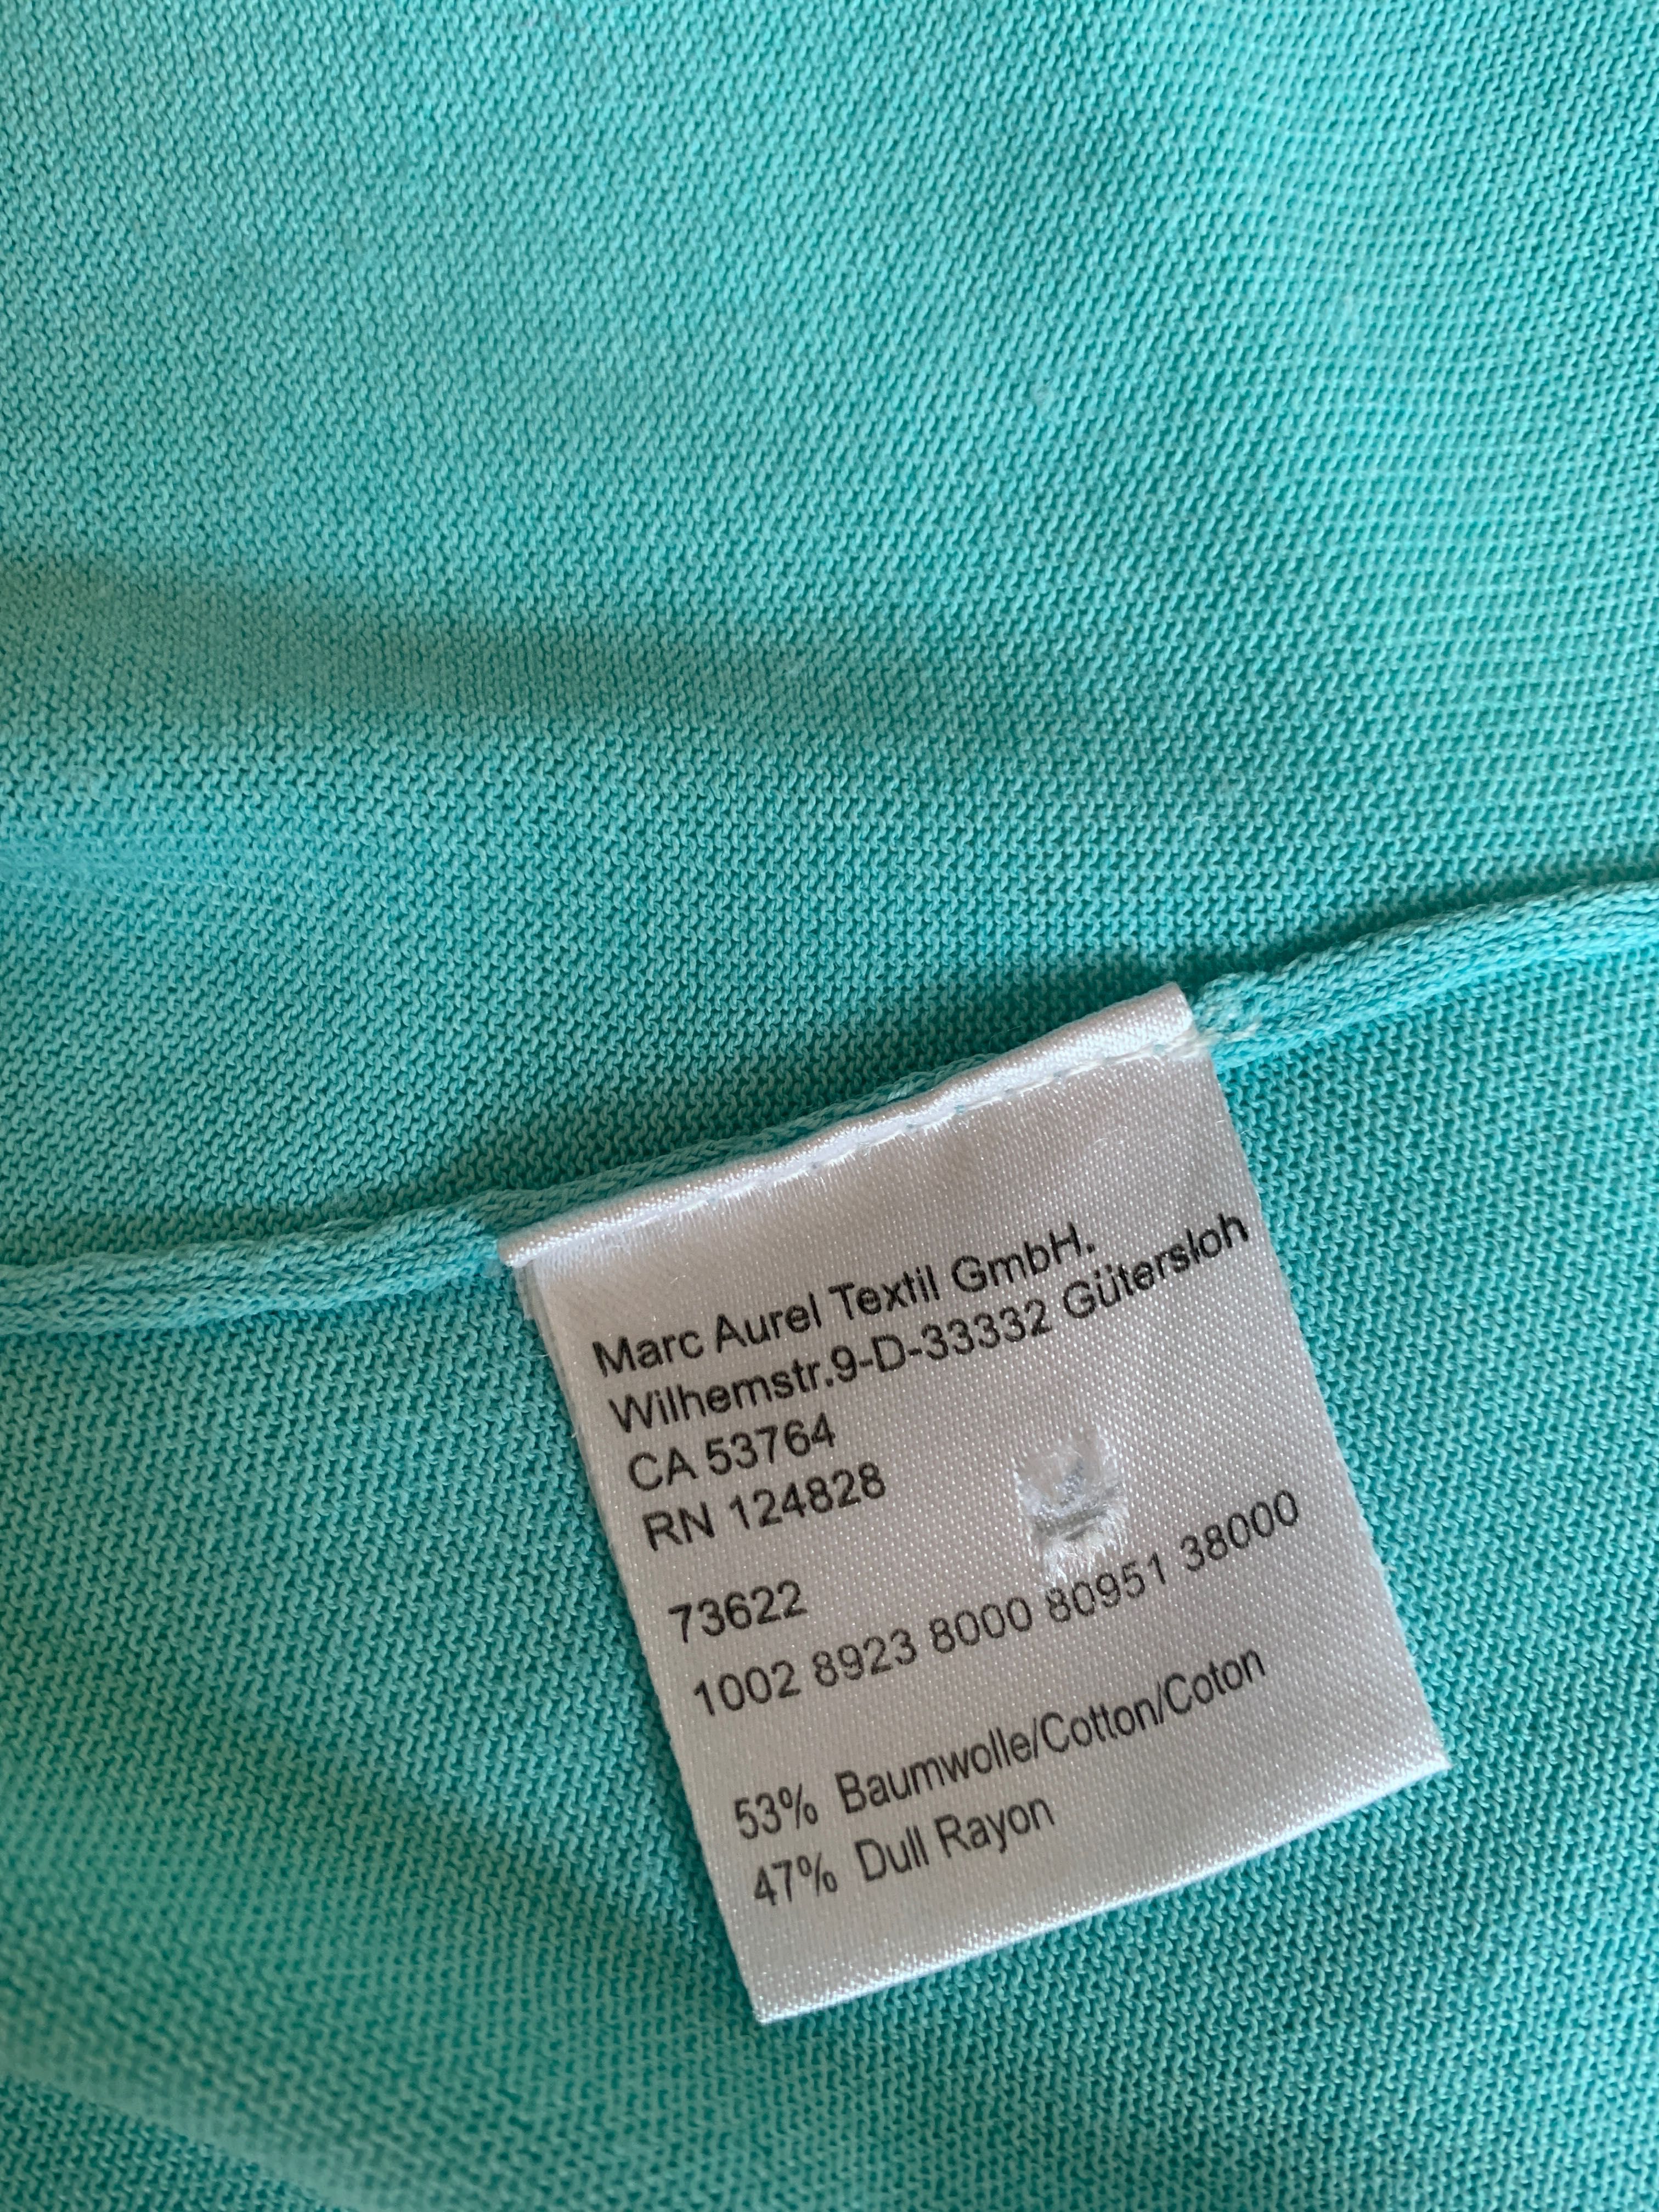 Marc Aurel Textil GmbH.
Wilhemstr.9-D-33332 Gütersloh
CA 53764
RN 124828
73622
1002 8923 8000 80951 38000
53% Baumwolle/Cotton/Coton
47% Dull Rayon